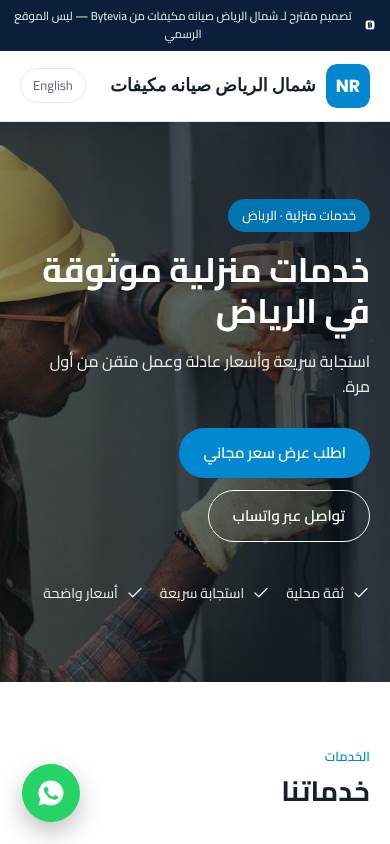 تصميم مقترح لـ شمال الرياض صيانه مكيفات من Bytevia — ليس الموقع
الرسمي
B
NR
شمال الرياض صيانه مكيفات
English
خدمات منزلية · الرياض
خدمات منزلية موثوقة
في الرياض
استجابة سريعة وأسعار عادلة وعمل متقن من أول
مرة.
اطلب عرض سعر مجاني
تواصل عبر واتساب
ثقة محلية
استجابة سريعة
أسعار واضحة
الخدمات
خدماتنا